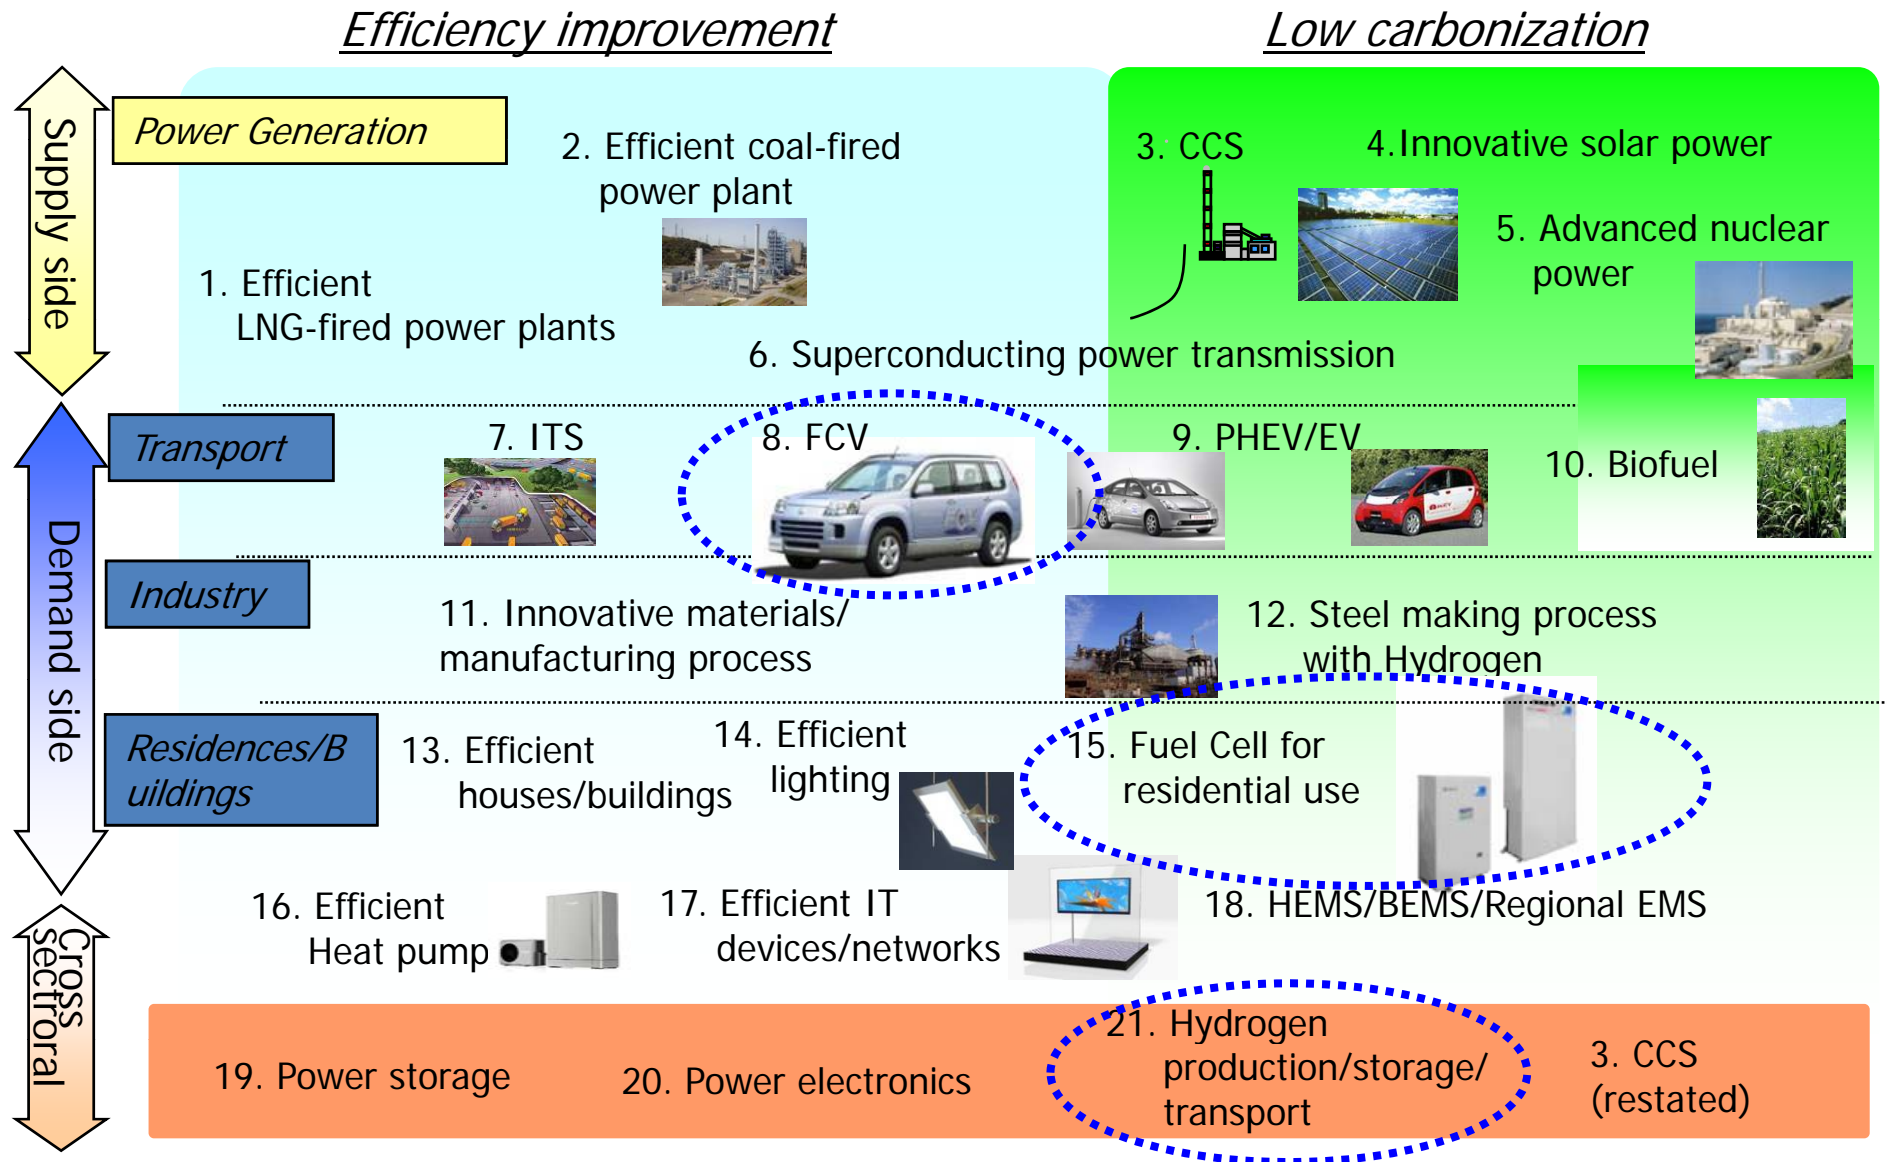 Efficiency improvement
Low carbonization
Supply side
Power Generation
2. Efficient coal-fired
power plant
3. CCS
4.Innovative solar power
5. Advanced nuclear
power
1. Efficient
LNG-fired power plants
6. Superconducting power transmission
Demand side
Transport
7. ITS
8. FCV
9. PHEV/EV
10. Biofuel
Industry
11. Innovative materials/
manufacturing process
12. Steel making process
with Hydrogen
Residences/B
uildings
13. Efficient
houses/buildings
14. Efficient
lighting
15. Fuel Cell for
residential use
16. Efficient
Heat pump
17. Efficient IT
devices/networks
18. HEMS/BEMS/Regional EMS
Cross
sectroral
19. Power storage
20. Power electronics
21. Hydrogen
production/storage/
transport
3. CCS
(restated)